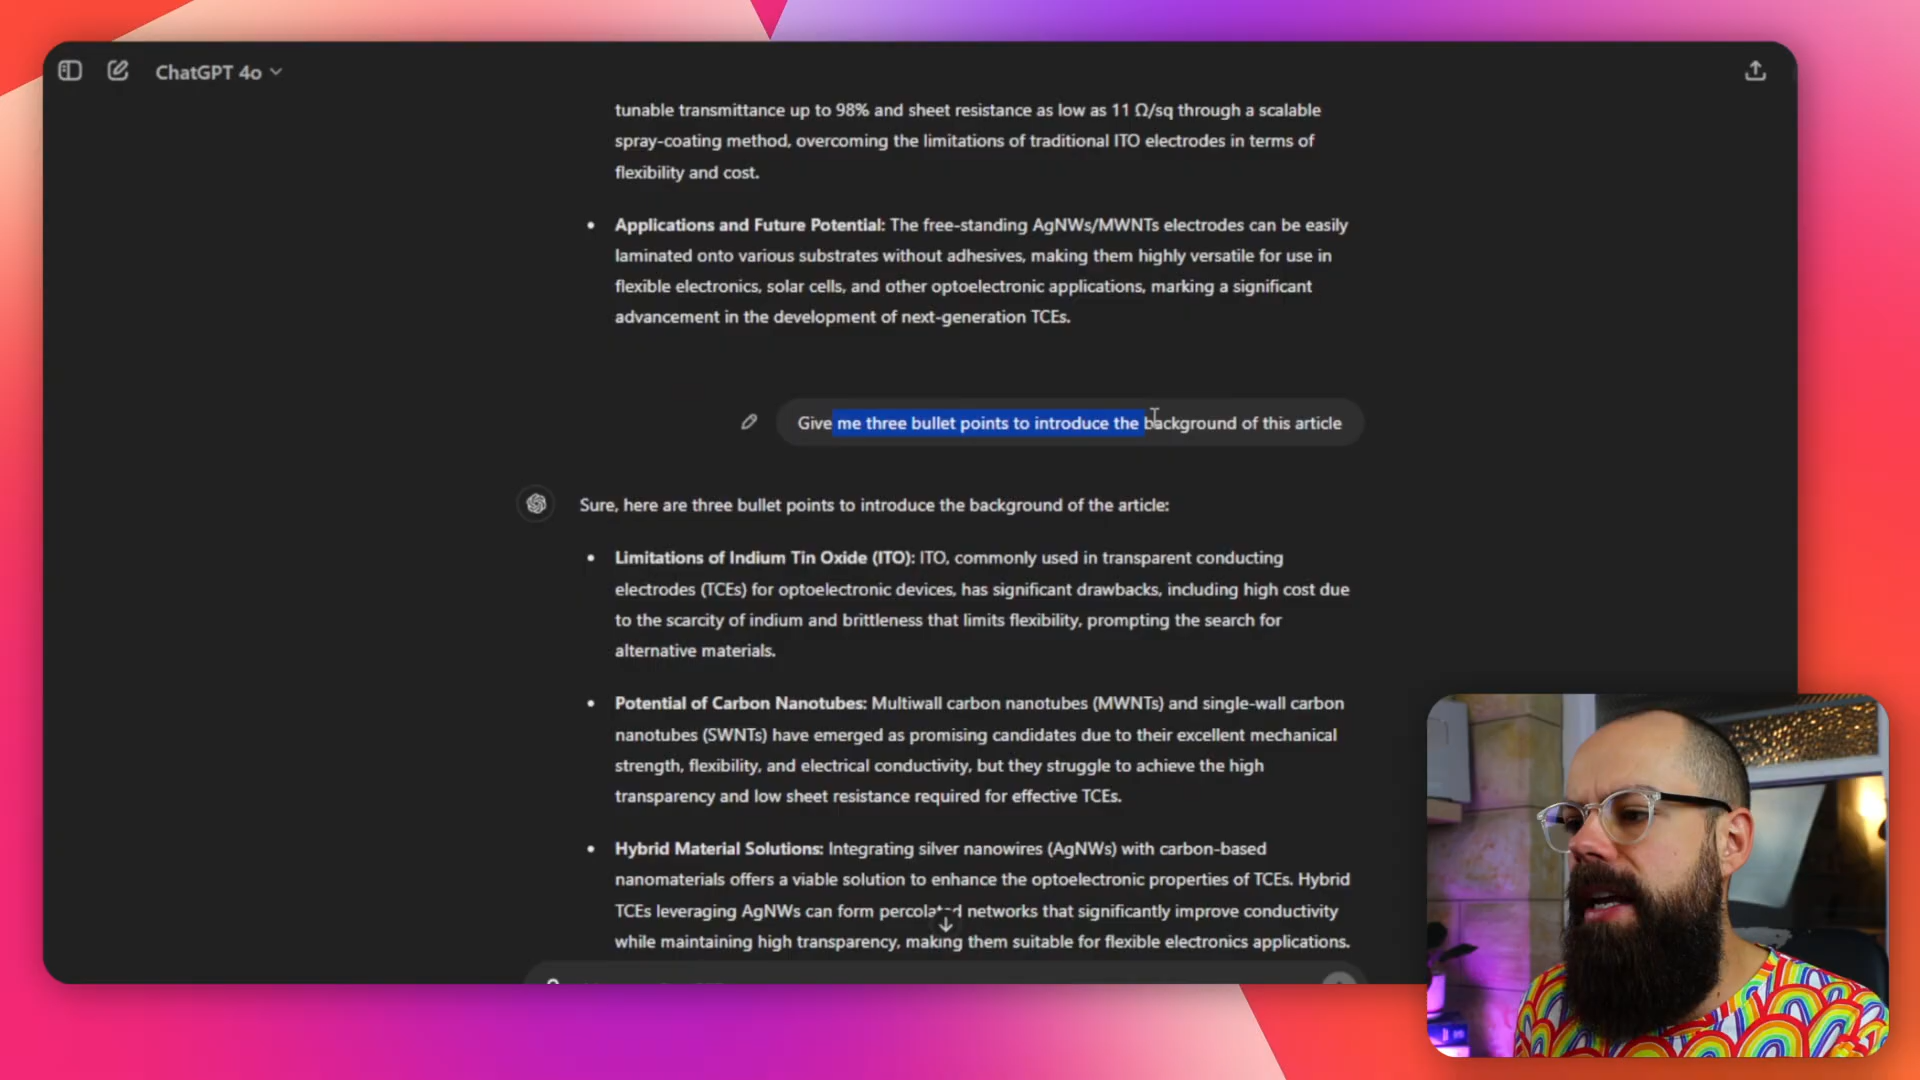 ChatGPT 4o
tunable transmittance up to 98% and sheet resistance as low as 11 Ω/sq through a scalable
spray-coating method, overcoming the limitations of traditional ITO electrodes in terms of
flexibility and cost.
• Applications and Future Potential: The free-standing AgNWs/MWNTs electrodes can be easily
laminated onto various substrates without adhesives, making them highly versatile for use in
flexible electronics, solar cells, and other optoelectronic applications, marking a significant
advancement in the development of next-generation TCEs.
Give me three bullet points to introduce the background of this article
Sure, here are three bullet points to introduce the background of the article:
• Limitations of Indium Tin Oxide (ITO): ITO, commonly used in transparent conducting
electrodes (TCEs) for optoelectronic devices, has significant drawbacks, including high cost due
to the scarcity of indium and brittleness that limits flexibility, prompting the search for
alternative materials.
• Potential of Carbon Nanotubes: Multiwall carbon nanotubes (MWNTs) and single-wall carbon
nanotubes (SWNTs) have emerged as promising candidates due to their excellent mechanical
strength, flexibility, and electrical conductivity, but they struggle to achieve the high
transparency and low sheet resistance required for effective TCEs.
• Hybrid Material Solutions: Integrating silver nanowires (AgNWs) with carbon-based
nanomaterials offers a viable solution to enhance the optoelectronic properties of TCEs. Hybrid
TCEs leveraging AgNWs can form percolated networks that significantly improve conductivity
while maintaining high transparency, making them suitable for flexible electronics applications.